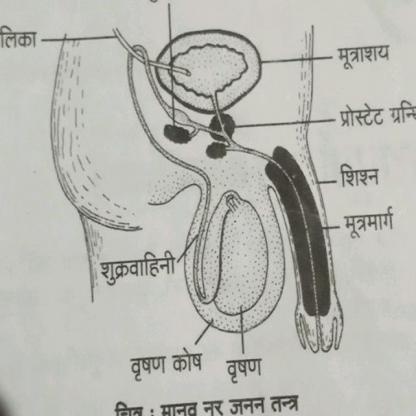 लिका
मूत्राशय
प्रोस्टेट ग्रन्थि
शिश्न
मूत्रमार्ग
शुक्रवाहिनी
वृषण कोष वृषण
चित्र : मानव नर जनन तन्त्र